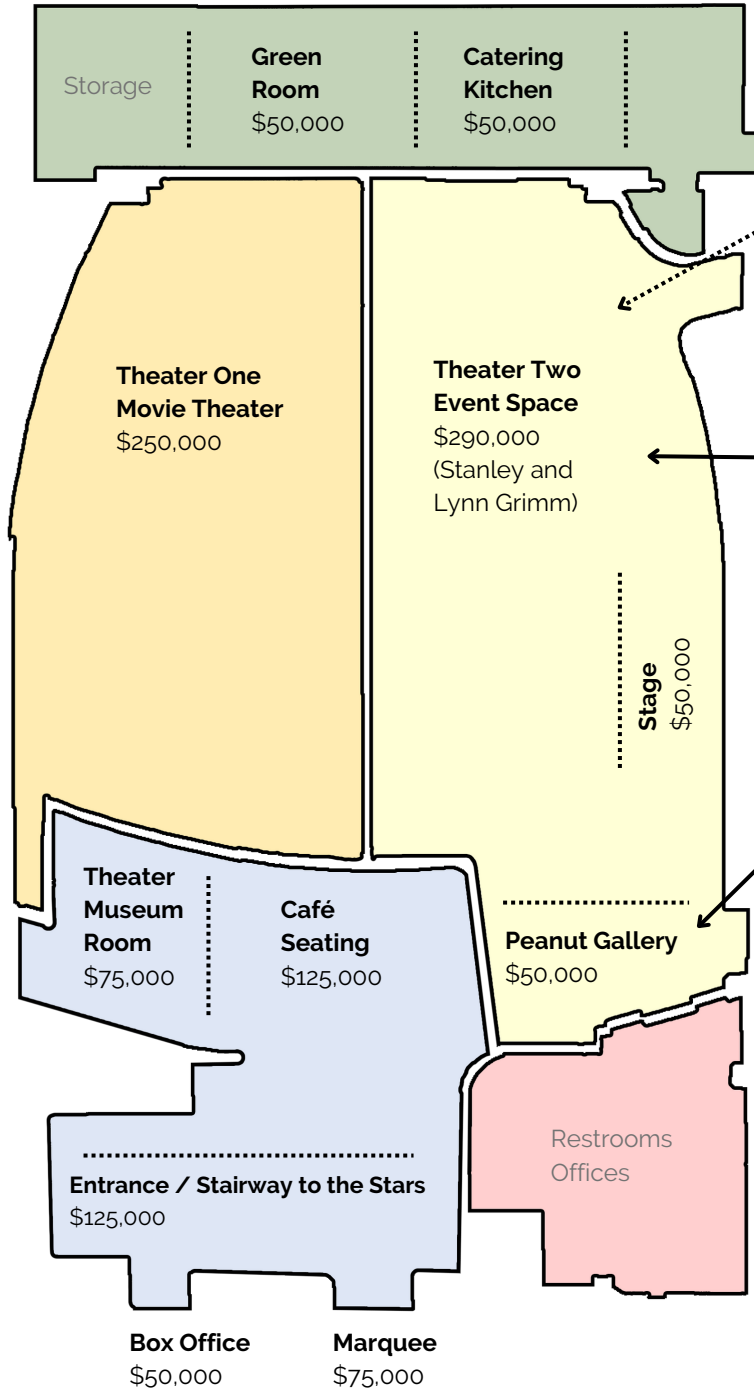 Storage
Green
Room
$50,000
Catering
Kitchen
$50,000
Theater One
Movie Theater
$250,000
Theater Two
Event Space
$290,000
(Stanley and
Lynn Grimm)
Stage
$50,000
Theater
Museum
Room
$75,000
Café
Seating
$125,000
Peanut Gallery
$50,000
Restrooms
Offices
Entrance / Stairway to the Stars
$125,000
Box Office
$50,000
Marquee
$75,000